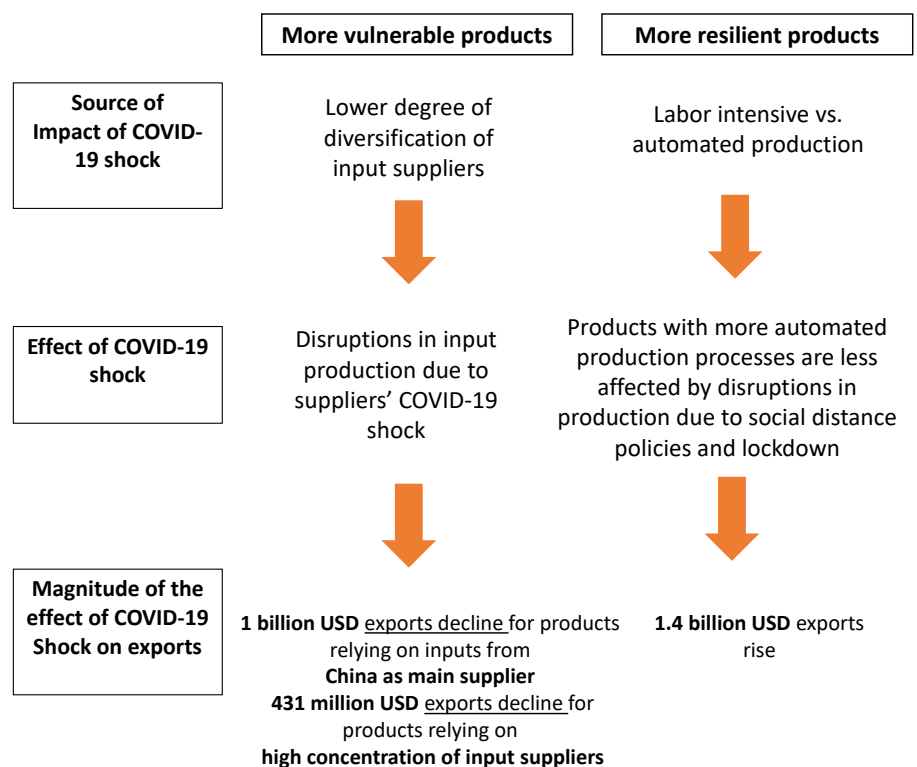 More vulnerable products
More resilient products
Source of
Impact of COVID-
19 shock
Lower degree of
diversification of
input suppliers
Labor intensive vs.
automated production
Effect of COVID-19
shock
Disruptions in input
production due to
suppliers’ COVID-19
shock
Products with more automated
production processes are less
affected by disruptions in
production due to social distance
policies and lockdown
Magnitude of the
effect of COVID-19
Shock on exports
1 billion USD exports decline for products
relying on inputs from
China as main supplier
431 million USD exports decline for
products relying on
high concentration of input suppliers
1.4 billion USD exports
rise